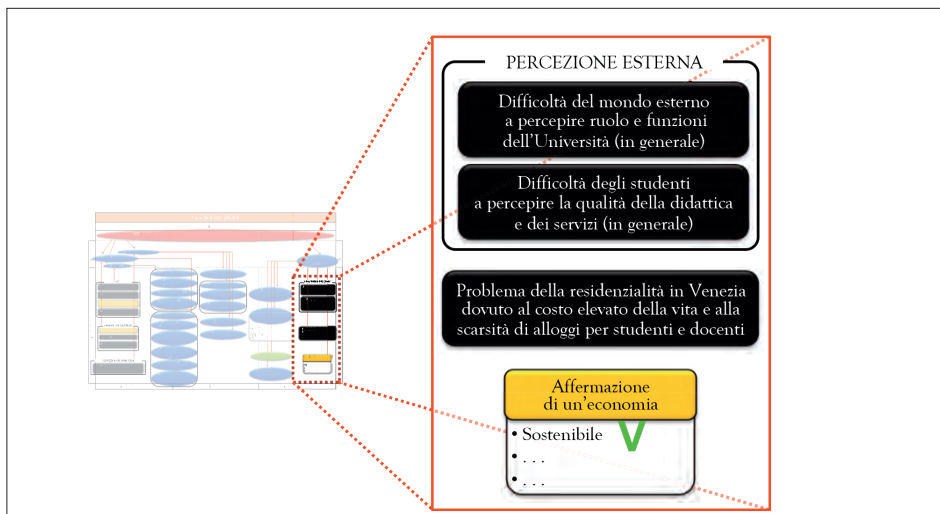 PERCEZIONE ESTERNA
Difficoltà del mondo esterno
a percepire ruolo e funzioni
dell'Università (in generale)
Difficoltà degli studenti
a percepire la qualità della didattica
e dei servizi (in generale)
Problema della residenzialità in Venezia
dovuto al costo elevato della vita e alla
scarsità di alloggi per studenti e docenti
Affermazione
di un'economia
• Sostenibile
V
• . . .
• . . .